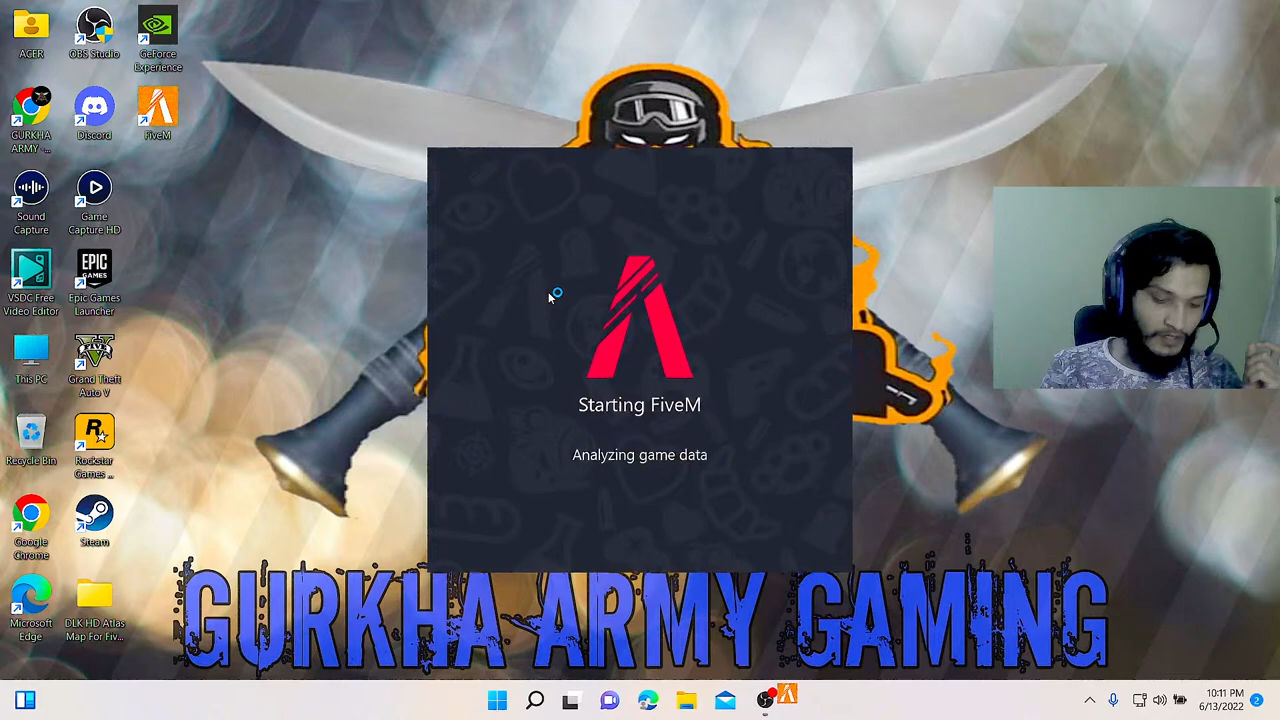 ACER
OBS Studio
GeForce
Experience
GURKHA
ARMY -...
Discord
FiveM
Sound
Capture
Game
Capture HD
VSDC Free
Video Editor
EPIC
GAMES
Epic Games
Launcher
This PC
FIVE
Grand Theft
Auto V
Recycle Bin
R
Rockstar
Games ...
Google
Chrome
Steam
Microsoft
Edge
DLK HD Atlas
Map For Fiv...
Starting FiveM
Analyzing game data
GURKHA ARMY GAMING
10:11 PM
6/13/2022
2